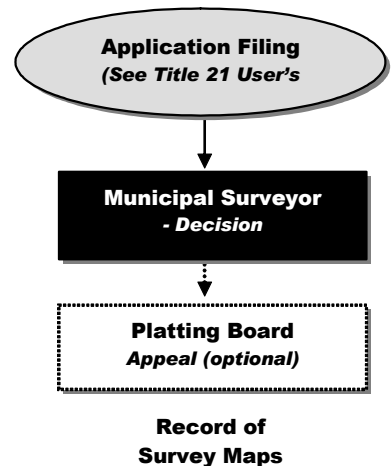 Application Filing
(See Title 21 User's
Municipal Surveyor
- Decision
Platting Board
Appeal (optional)
Record of
Survey Maps